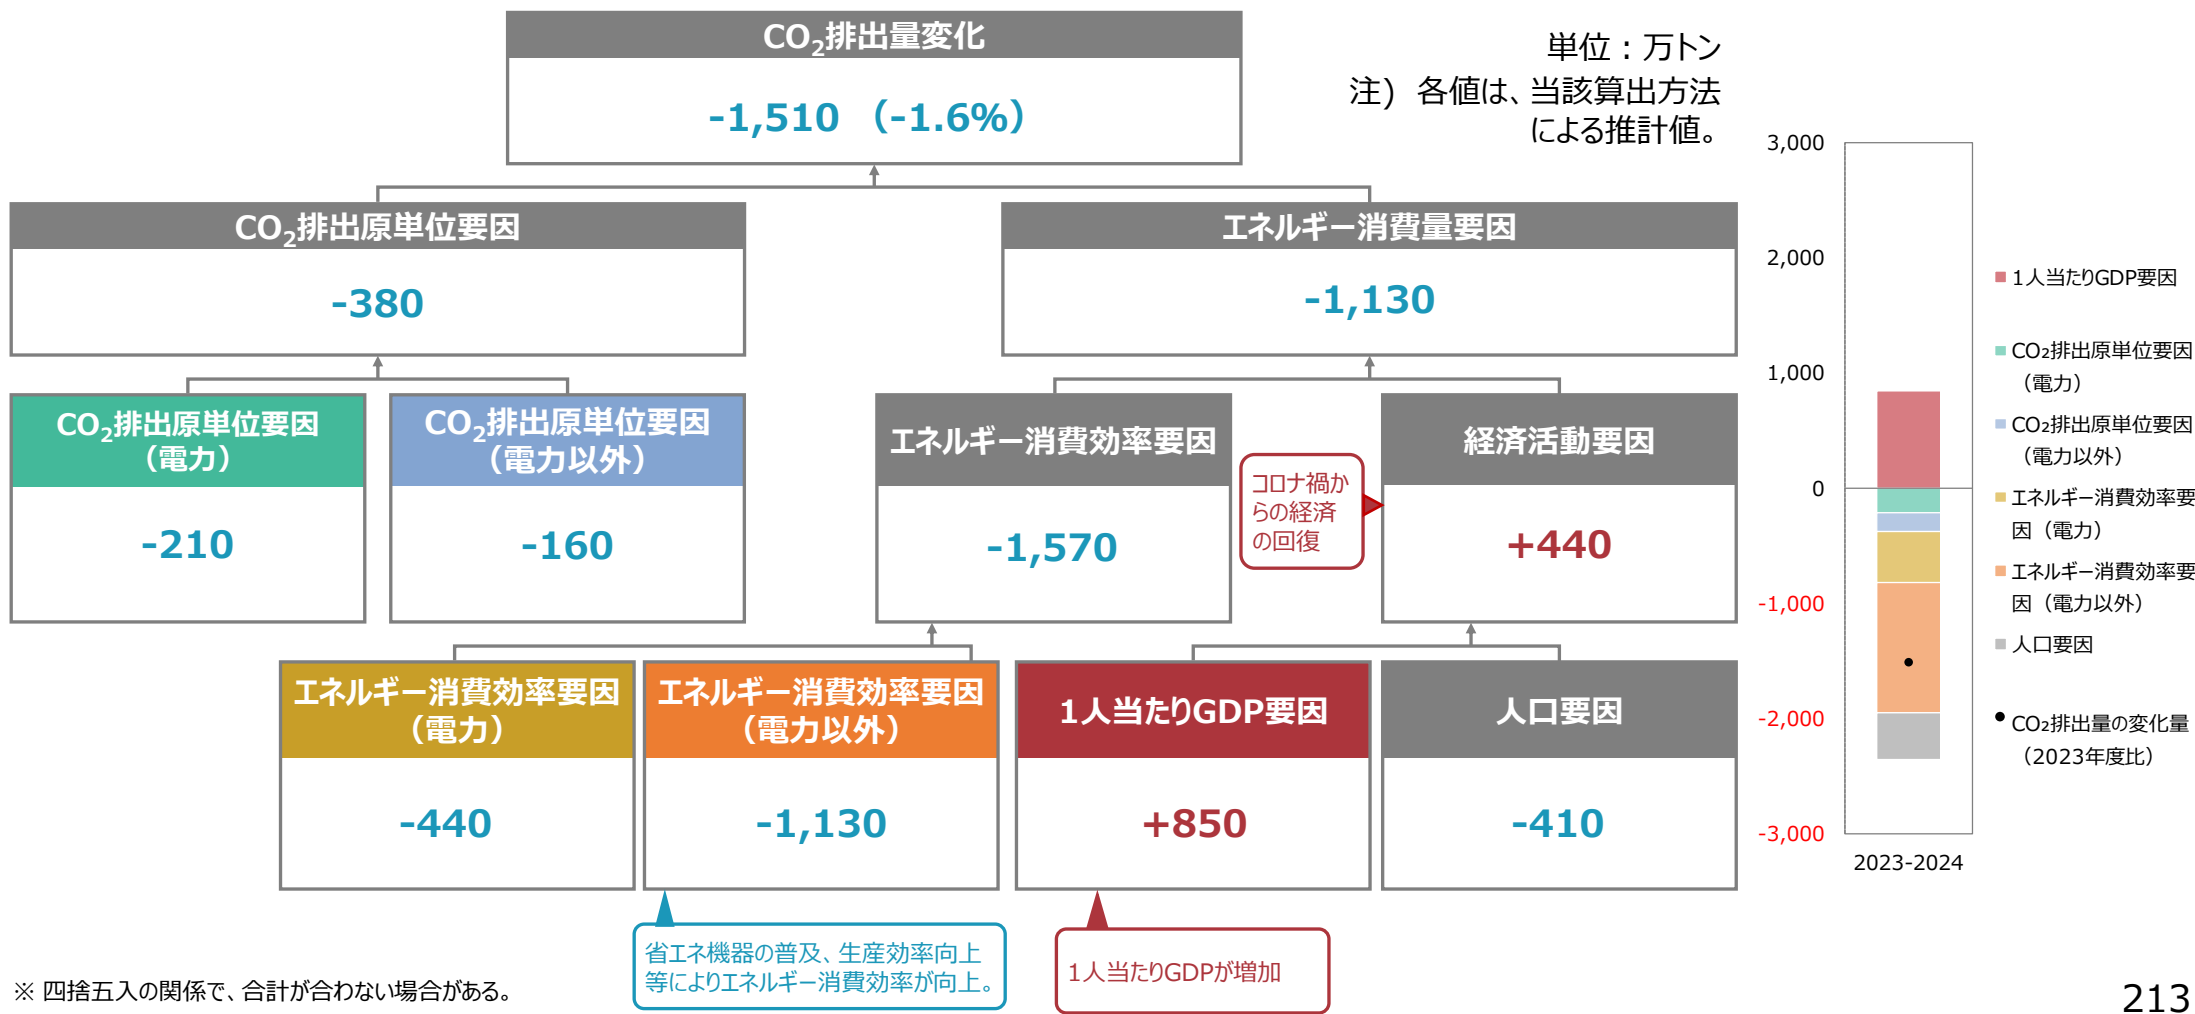 CO₂排出量変化
-1,510 （-1.6%）
単位：万トン
注) 各値は、当該算出方法
による推計値。
CO₂排出原単位要因
-380
エネルギー消費量要因
-1,130
CO₂排出原単位要因
（電力）
-210
CO₂排出原単位要因
（電力以外）
-160
エネルギー消費効率要因
-1,570
コロナ禍か
らの経済
の回復
経済活動要因
+440
エネルギー消費効率要因
（電力）
-440
エネルギー消費効率要因
（電力以外）
-1,130
1人当たりGDP要因
+850
人口要因
-410
省エネ機器の普及、生産効率向上
等によりエネルギー消費効率が向上。
1人当たりGDPが増加
※ 四捨五入の関係で、合計が合わない場合がある。
3,000
2,000
1,000
0
-1,000
-2,000
-3,000
2023-2024
1人当たりGDP要因
CO₂排出原単位要因
（電力）
CO₂排出原単位要因
（電力以外）
エネルギー消費効率要
因（電力）
エネルギー消費効率要
因（電力以外）
人口要因
CO₂排出量の変化量
（2023年度比）
213